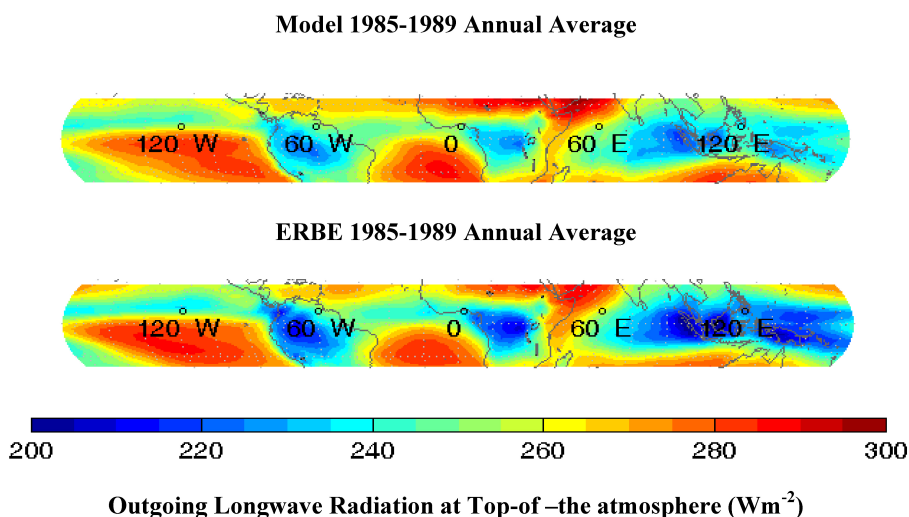 Model 1985-1989 Annual Average
120 W 60 W 0 60 E 120 E
ERBE 1985-1989 Annual Average
120 W 60 W 0 60 E 120 E
200 220 240 260 280 300
Outgoing Longwave Radiation at Top-of –the atmosphere (Wm⁻²)